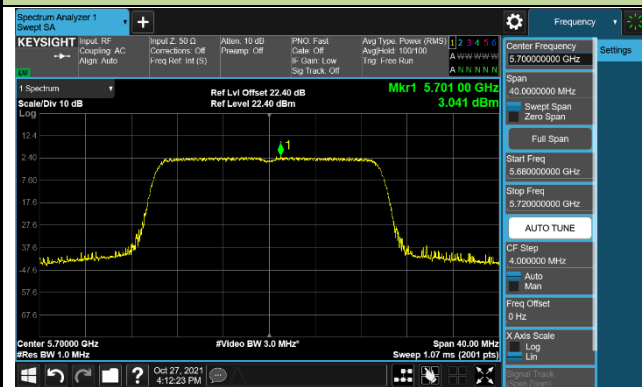 Spectrum Analyzer 1
Swept SA
+
Frequency
KEYSIGHT
Input: RF
Coupling: AC
Align: Auto
Input Z: 50 Ω
Corrections: Off
Freq Ref: Int (S)
Atten: 10 dB
Preamp: Off
PNO: Fast
Gate: Off
IF Gain: Low
Sig Track: Off
Avg Type: Power (RMS)
Avg|Hold: 100/100
Trig: Free Run
1 2 3 4 5 6
A W W W W W
A N N N N N
LW
1 Spectrum
Scale/Div 10 dB
Log
Ref Lvl Offset 22.40 dB
Ref Level 22.40 dBm
Mkr1 5.701 00 GHz
3.041 dBm
1
12.4
2.40
-7.60
-17.6
-27.6
-37.6
-47.6
-57.6
-67.6
Center 5.70000 GHz
#Res BW 1.0 MHz
#Video BW 3.0 MHz*
Span 40.00 MHz
Sweep 1.07 ms (2001 pts)
Center Frequency
5.700000000 GHz
Settings
Span
40.0000000 MHz
Swept Span
Zero Span
Full Span
Start Freq
5.680000000 GHz
Stop Freq
5.720000000 GHz
AUTO TUNE
CF Step
4.000000 MHz
Auto
Man
Freq Offset
0 Hz
X Axis Scale
Log
Lin
Signal Track
(Span Zoom)
?
Oct 27, 2021
4:12:23 PM